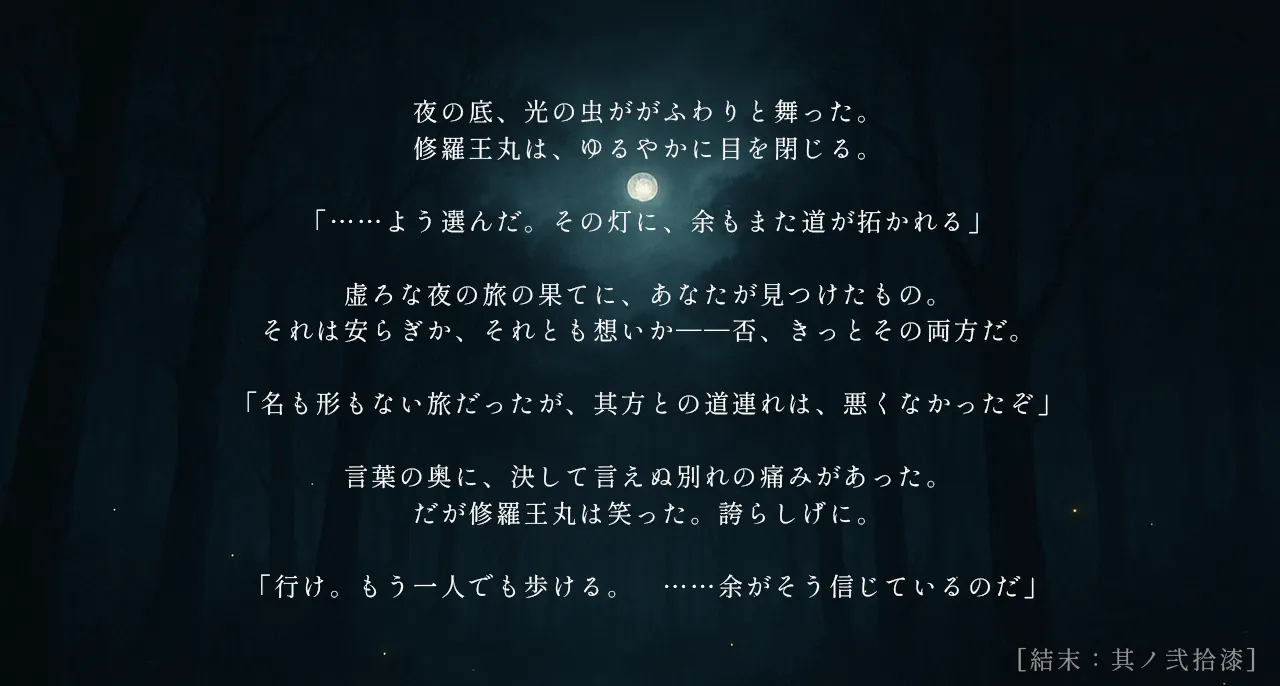 夜の底、光の虫ががふわりと舞った。
修羅王丸は、ゆるやかに目を閉じる。
「……よう選んだ。その灯に、余もまた道が拓かれる」
虚ろな夜の旅の果てに、あなたが見つけたもの。
それは安らぎか、それとも想いか――否、きっとその両方だ。
「名も形もない旅だったが、其方との道連れは、悪くなかったぞ」
言葉の奥に、決して言えぬ別れの痛みがあった。
だが修羅王丸は笑った。誇らしげに。
「行け。もう一人でも歩ける。　……余がそう信じているのだ」
[結末：其ノ弐拾漆]